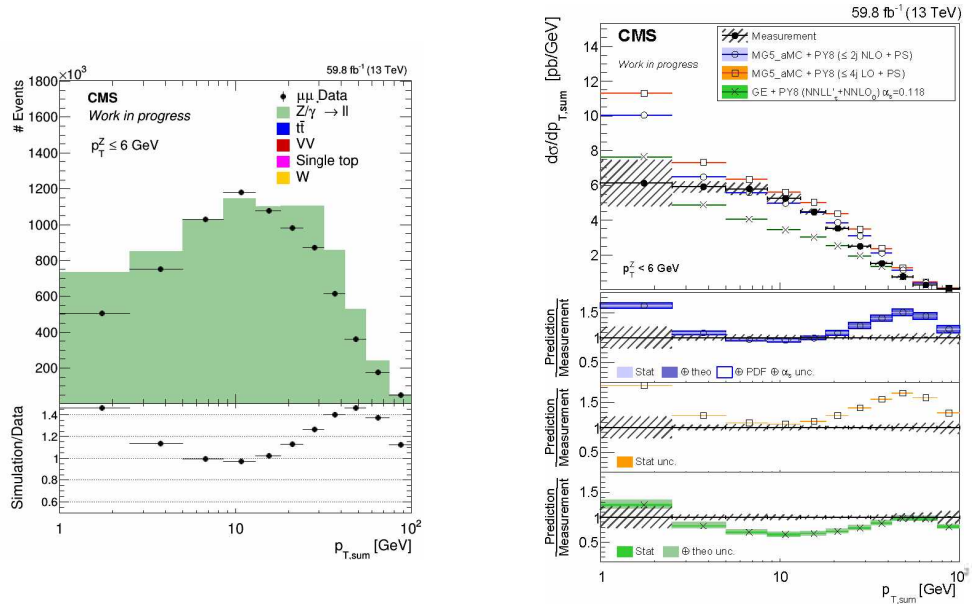 59.8 fb⁻¹ (13 TeV)
×10³
# Events
1800
1600
1400
1200
1000
800
600
400
200
CMS
Work in progress
p_T^Z ≤ 6 GeV
μμ Data
Z/γ* → ll
tt̄
VV
Single top
W
Simulation/Data
1.4
1.2
1
0.8
0.6
1
10
10²
p_T,sum [GeV]
59.8 fb⁻¹ (13 TeV)
dσ/dp_T,sum [pb/GeV]
14
12
10
8
6
4
2
CMS
Work in progress
Measurement
MG5_aMC + PY8 (≤ 2j NLO + PS)
MG5_aMC + PY8 (≤ 4j LO + PS)
GE + PY8 (NNLL'_τ+NNLO_0) α_s=0.118
p_T^Z < 6 GeV
Prediction
Measurement
1.5
1
0.5
Stat
⊕ theo
⊕ PDF ⊕ α_s unc.
Prediction
Measurement
1.5
1
0.5
Stat unc.
Prediction
Measurement
1.5
1
0.5
Stat
⊕ theo unc.
1
10
10²
p_T,sum [GeV]